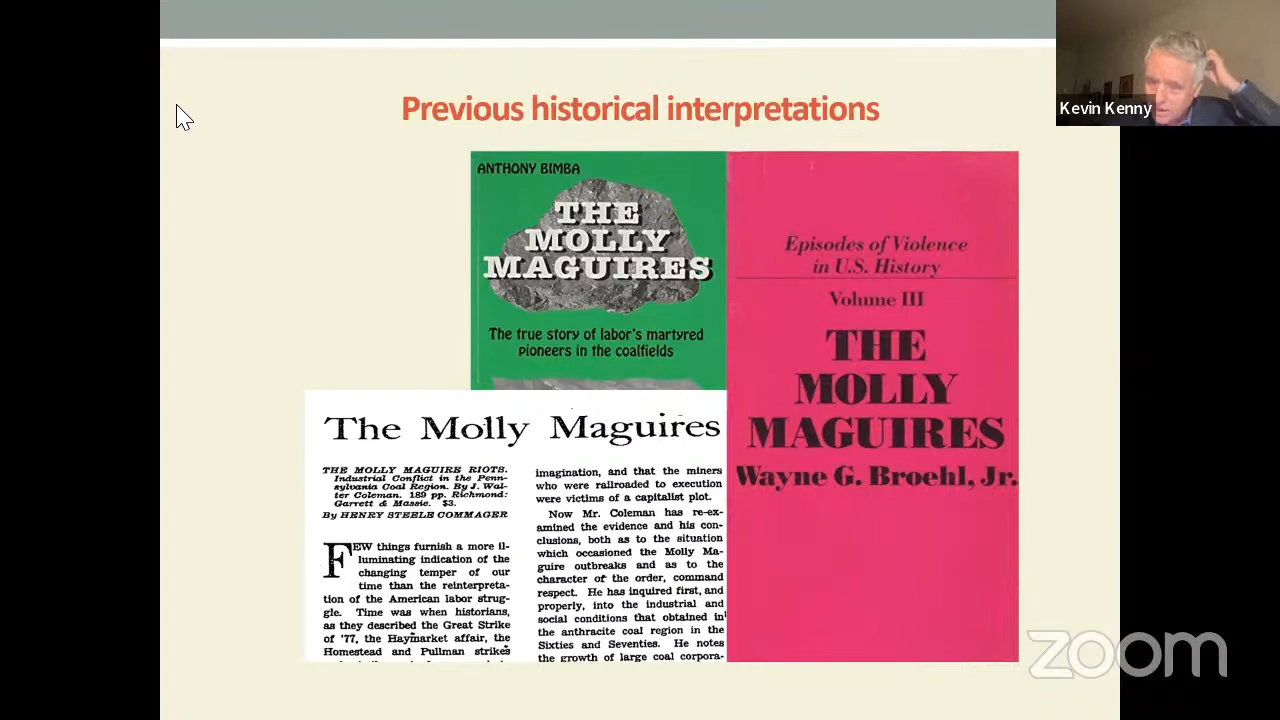 Previous historical interpretations
Kevin Kenny
ANTHONY BIMBA
THE
MOLLY
MAGUIRES
The true story of labor's martyred
pioneers in the coalfields
Episodes of Violence
in U.S. History
Volume III
THE
MOLLY
MAGUIRES
Wayne G. Broehl, Jr.
The Molly Maguires
THE MOLLY MAGUIRE RIOTS.
Industrial Conflict in the Penn-
sylvania Coal Region. By J. Wal-
ter Coleman. 189 pp. Richmond:
Garrett & Massie. $3.
By HENRY STEELE COMMAGER
FEW things furnish a more il-
luminating indication of the
changing temper of our
time than the reinterpreta-
tion of the American labor strug-
gle. Time was when historians,
as they described the Great Strike
of '77, the Haymarket affair, the
Homestead and Pullman strikes
imagination, and that the miners
who were railroaded to execution
were victims of a capitalist plot.
Now Mr. Coleman has re-ex-
amined the evidence and his con-
clusions, both as to the situation
which occasioned the Molly Ma-
guire outbreaks and as to the
character of the order, command
respect. He has inquired first, and
properly, into the industrial and
social conditions that obtained in
the anthracite coal region in the
Sixties and Seventies. He notes
the growth of large coal corpora-
zoom